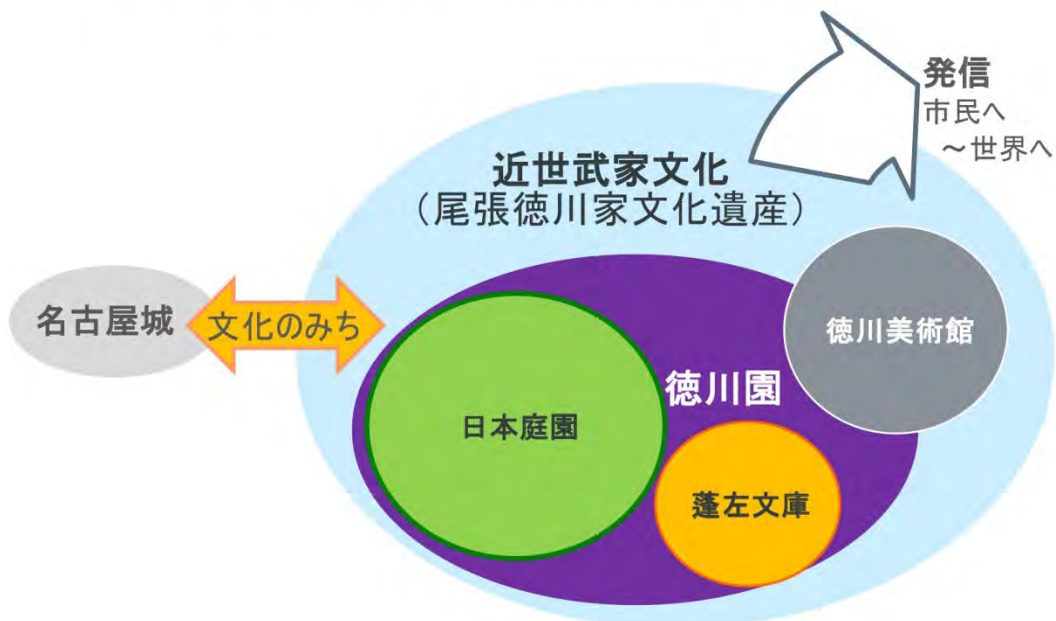 発信
市民へ
～世界へ
近世武家文化
（尾張徳川家文化遺産）
名古屋城
文化のみち
徳川美術館
徳川園
日本庭園
蓬左文庫